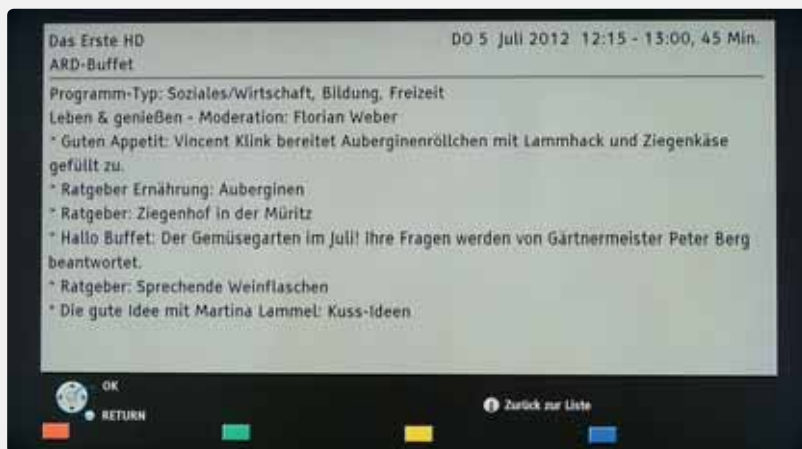 Das Erste HD
DO 5 Juli 2012 12:15 - 13:00, 45 Min.
ARD-Buffet
Programm-Typ: Soziales/Wirtschaft, Bildung, Freizeit
Leben & genießen - Moderation: Florian Weber
* Guten Appetit: Vincent Klink bereitet Auberginenröllchen mit Lammhack und Ziegenkäse
gefüllt zu.
* Ratgeber Ernährung: Auberginen
* Ratgeber: Ziegenhof in der Müritz
* Hallo Buffet: Der Gemüsegarten im Juli! Ihre Fragen werden von Gärtnermeister Peter Berg
beantwortet.
* Ratgeber: Sprechende Weinflaschen
* Die gute Idee mit Martina Lammel: Kuss-Ideen
OK
RETURN
i Zurück zur Liste